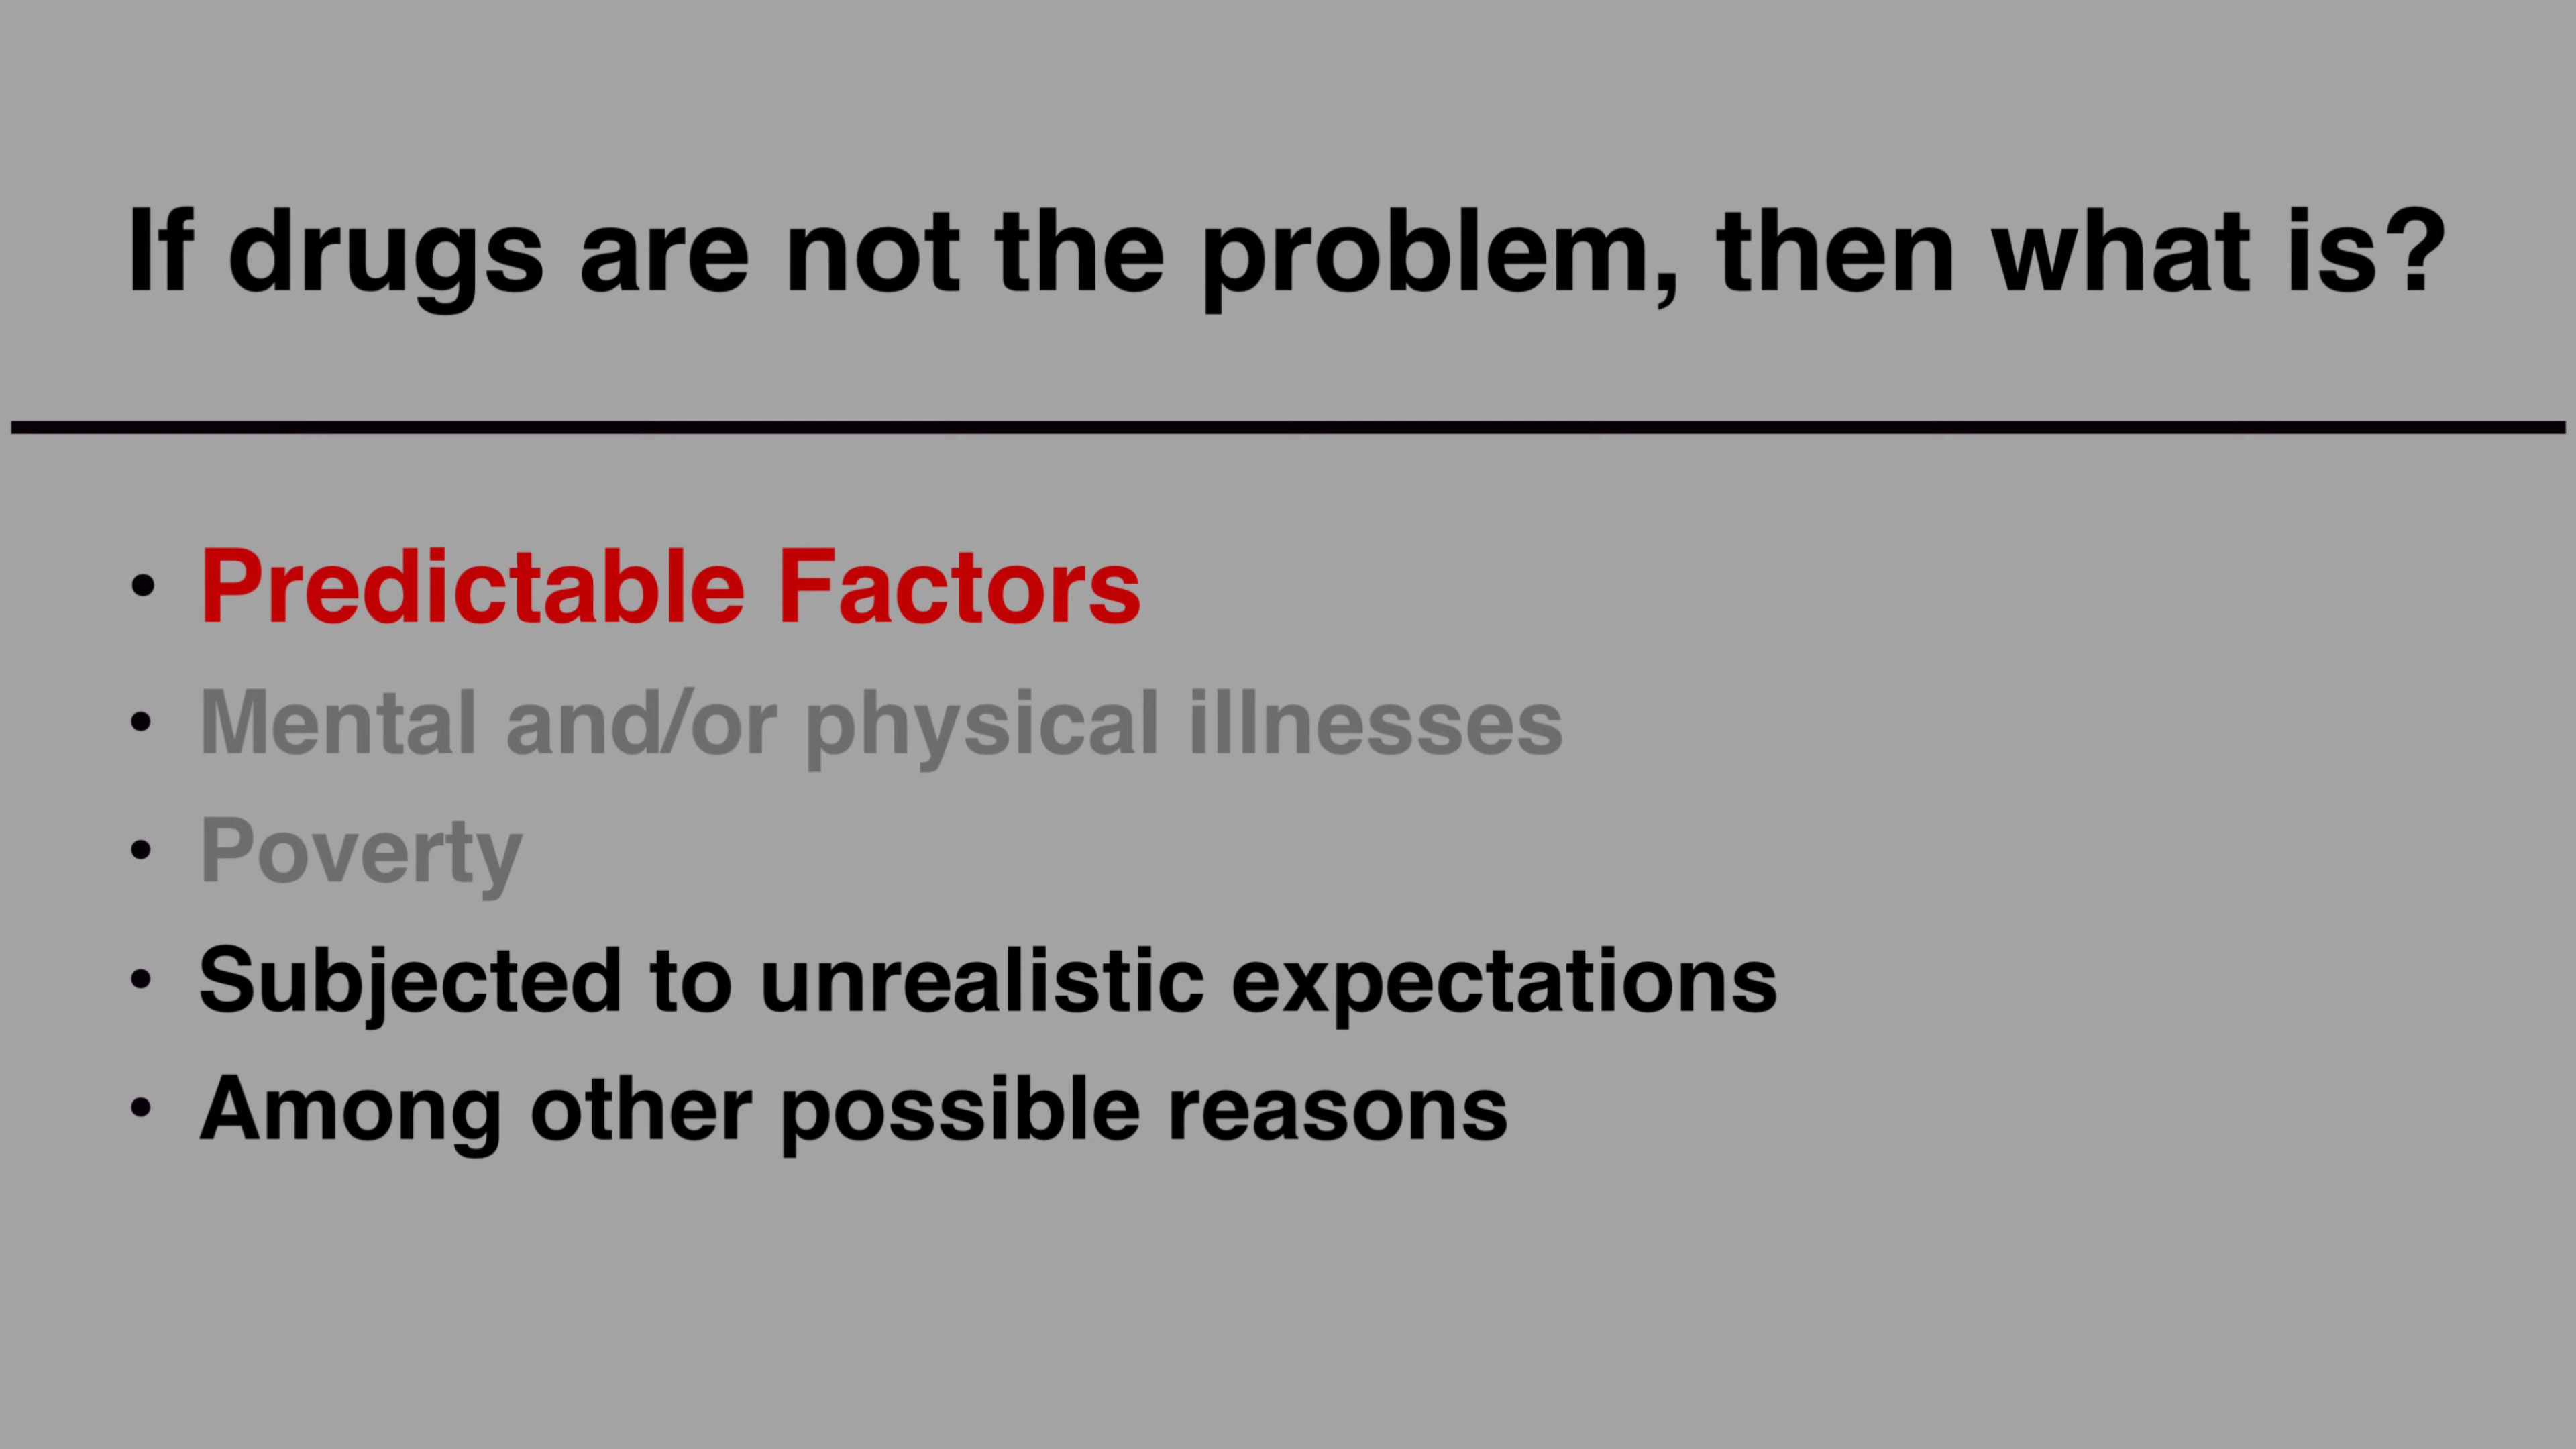 If drugs are not the problem, then what is?
• Predictable Factors
• Mental and/or physical illnesses
• Poverty
• Subjected to unrealistic expectations
• Among other possible reasons